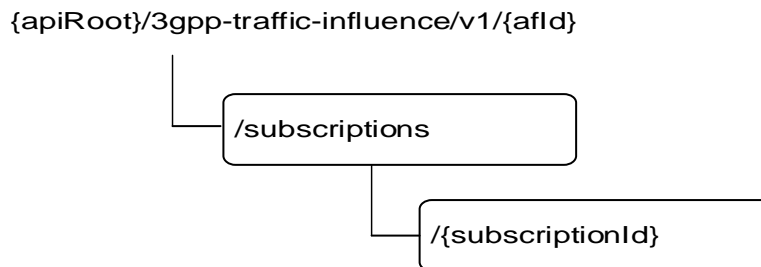 {apiRoot}/3gpp-traffic-influence/v1/{afId}
/subscriptions
/{subscriptionId}